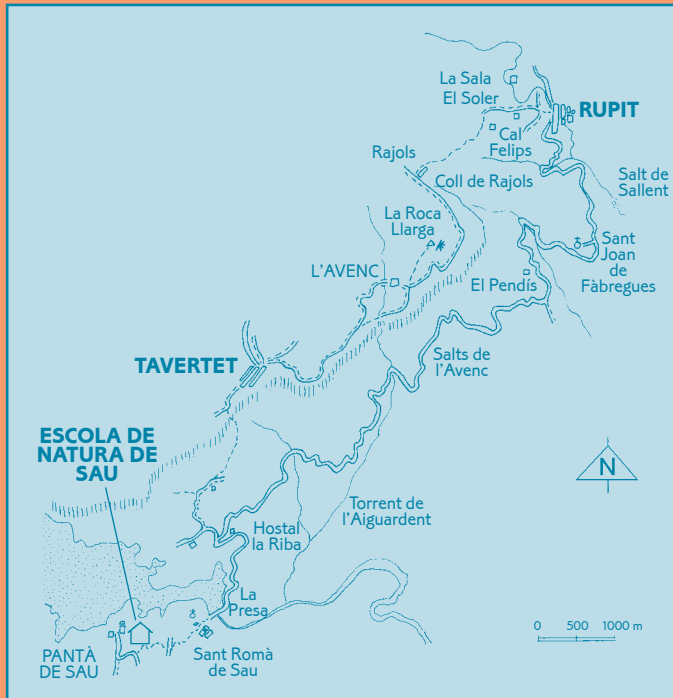 La Sala
El Soler
RUPIT
Cal
Felips
Rajols
Coll de Rajols
Salt de
Sallent
La Roca
Llarga
Sant
Joan
de
Fàbregues
L'AVENC
El Pendís
TAVERTET
Salts de
l'Avenc
ESCOLA DE
NATURA DE
SAU
N
Torrent de
l'Aiguardent
Hostal
la Riba
La
Presa
0 500 1000 m
PANTÀ
DE SAU
Sant Romà
de Sau